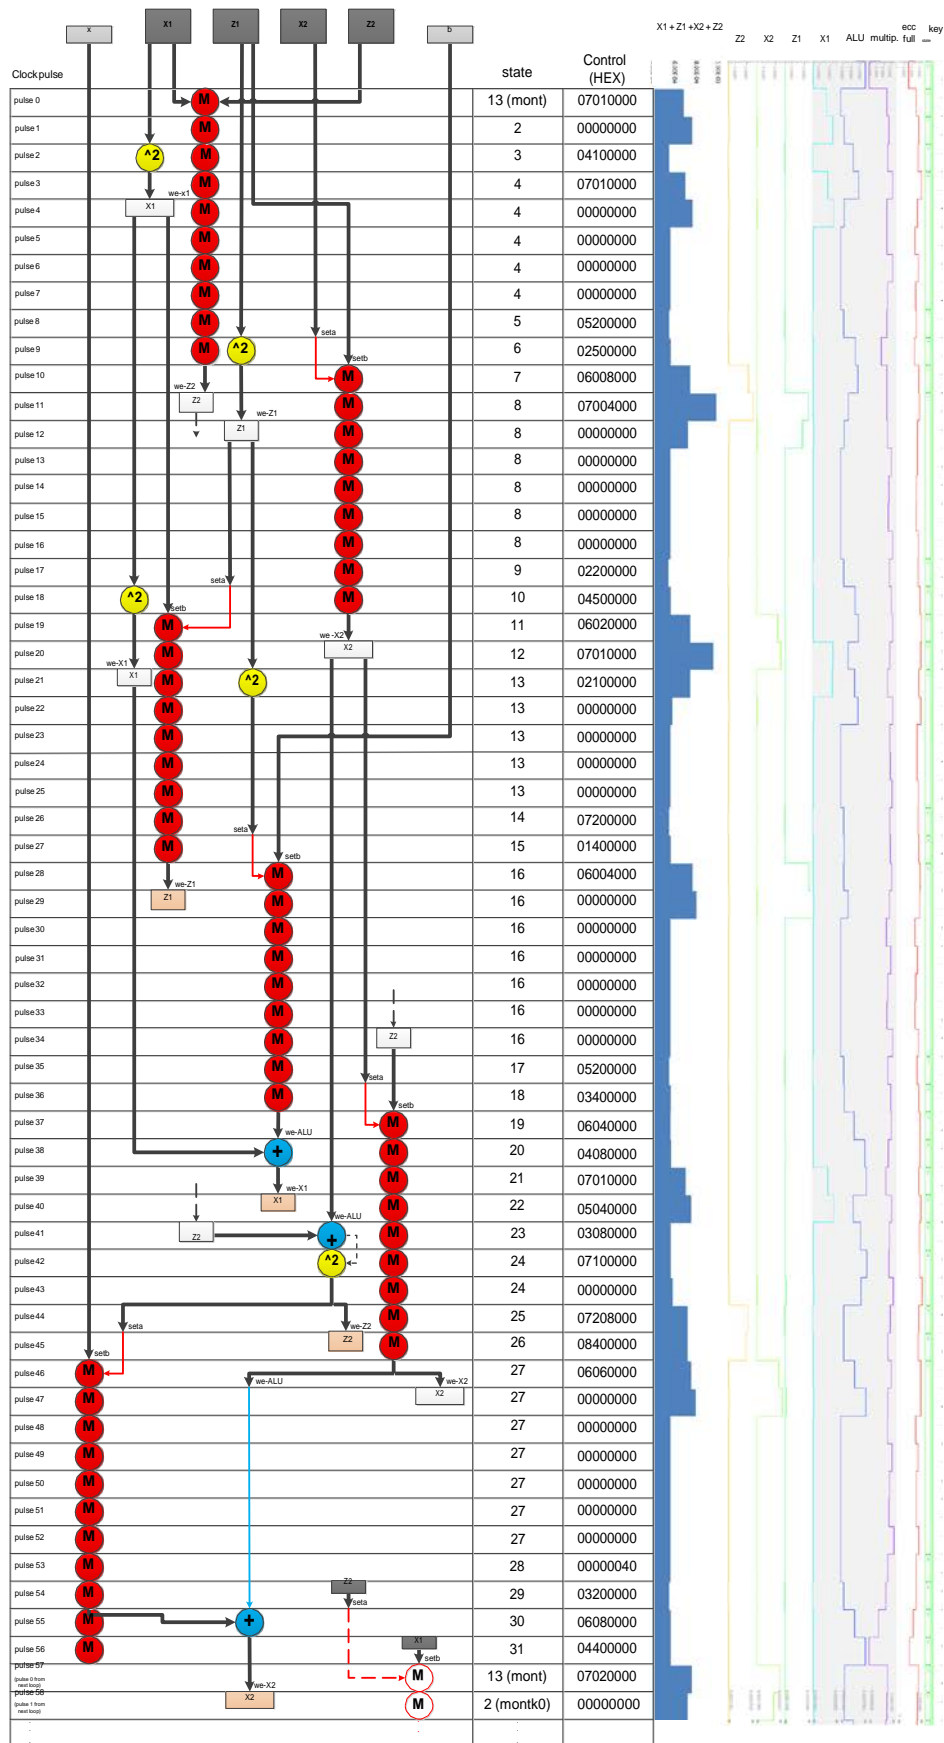 x X1 Z1 X2 Z2 b
X1 + Z1 +X2 + Z2 Z2 X2 Z1 X1 ALU multip. ecc full key
Clockpulse state Control (HEX)
pulse 0 M 13 (mont) 07010000
pulse 1 M 2 00000000
pulse 2 ^2 M 3 04100000
pulse 3 we-x1 M 4 07010000
pulse 4 X1 M 4 00000000
pulse 5 M 4 00000000
pulse 6 M 4 00000000
pulse 7 M 4 00000000
pulse 8 M seta 5 05200000
pulse 9 M ^2 setb 6 02500000
pulse 10 we-Z2 M 7 06008000
pulse 11 Z2 we-Z1 M 8 07004000
pulse 12 Z1 M 8 00000000
pulse 13 M 8 00000000
pulse 14 M 8 00000000
pulse 15 M 8 00000000
pulse 16 M 8 00000000
pulse 17 seta M 9 02200000
pulse 18 ^2 setb M 10 04500000
pulse 19 M we-X2 11 06020000
pulse 20 we-X1 M X2 12 07010000
pulse 21 X1 M ^2 13 02100000
pulse 22 M 13 00000000
pulse 23 M 13 00000000
pulse 24 M 13 00000000
pulse 25 M 13 00000000
pulse 26 M seta 14 07200000
pulse 27 M setb 15 01400000
pulse 28 we-Z1 M 16 06004000
pulse 29 Z1 M 16 00000000
pulse 30 M 16 00000000
pulse 31 M 16 00000000
pulse 32 M 16 00000000
pulse 33 M 16 00000000
pulse 34 M Z2 16 00000000
pulse 35 M seta 17 05200000
pulse 36 M setb 18 03400000
pulse 37 we-ALU M 19 06040000
pulse 38 + M 20 04080000
pulse 39 we-X1 M 21 07010000
pulse 40 X1 we-ALU M 22 05040000
pulse 41 Z2 + M 23 03080000
pulse 42 ^2 M 24 07100000
pulse 43 M 24 00000000
pulse 44 seta we-Z2 M 25 07208000
pulse 45 setb Z2 M 26 08400000
pulse 46 M we-ALU we-X2 27 06060000
pulse 47 M X2 27 00000000
pulse 48 M 27 00000000
pulse 49 M 27 00000000
pulse 50 M 27 00000000
pulse 51 M 27 00000000
pulse 52 M 27 00000000
pulse 53 M 28 00000040
pulse 54 M Z2 seta 29 03200000
pulse 55 M + 30 06080000
pulse 56 M X1 setb 31 04400000
pulse 57 (pulse 0 from next loop) M 13 (mont) 07020000
pulse 58 (pulse 1 from next loop) we-X2 X2 M 2 (montk0) 00000000